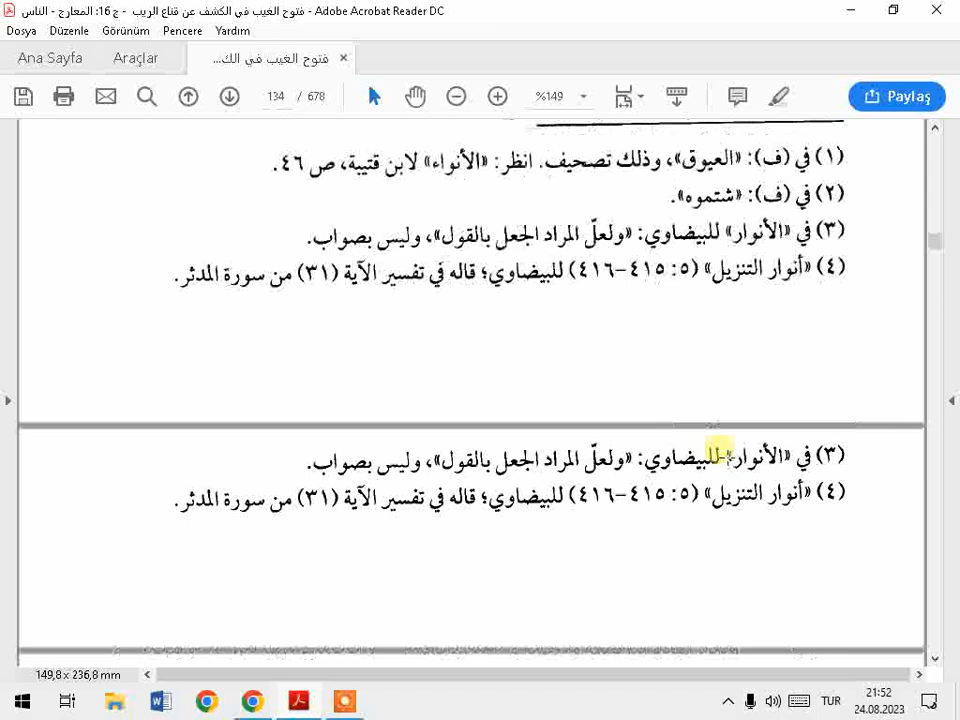 فتوح الغيب في الكشف عن قناع الريب - ج 16: المعارج - الناس - Adobe Acrobat Reader DC
Dosya Düzenle Görünüm Pencere Yardım
Ana Sayfa Araçlar فتوح الغيب في الك... ×
134 / 678 %149 Paylaş
(١) في (ف): «العيوق»، وذلك تصحيف. انظر: «الأنواء» لابن قتيبة، ص ٤٦.
(٢) في (ف): «شتموه».
(٣) في «الأنوار» للبيضاوي: «ولعلّ المراد الجعل بالقول»، وليس بصواب.
(٤) «أنوار التنزيل» (٥: ٤١٥-٤١٦) للبيضاوي؛ قاله في تفسير الآية (٣١) من سورة المدثر.
(٣) في «الأنوار» للبيضاوي: «ولعلّ المراد الجعل بالقول»، وليس بصواب.
(٤) «أنوار التنزيل» (٥: ٤١٥-٤١٦) للبيضاوي؛ قاله في تفسير الآية (٣١) من سورة المدثر.
149,8 x 236,8 mm
TUR 21:52
24.08.2023